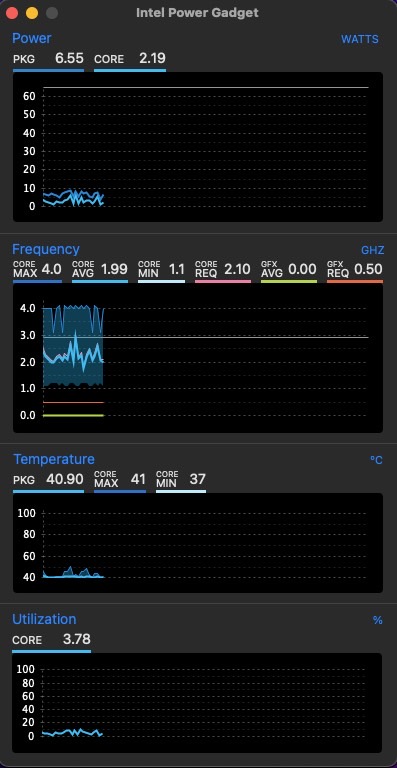 Intel Power Gadget
Power WATTS
PKG 6.55 CORE 2.19
60
50
40
30
20
10
0
Frequency GHZ
CORE MAX 4.0 CORE AVG 1.99 CORE MIN 1.1 CORE REQ 2.10 GFX AVG 0.00 GFX REQ 0.50
4.0
3.0
2.0
1.0
0.0
Temperature °C
PKG 40.90 CORE MAX 41 CORE MIN 37
100
80
60
40
Utilization %
CORE 3.78
100
80
60
40
20
0